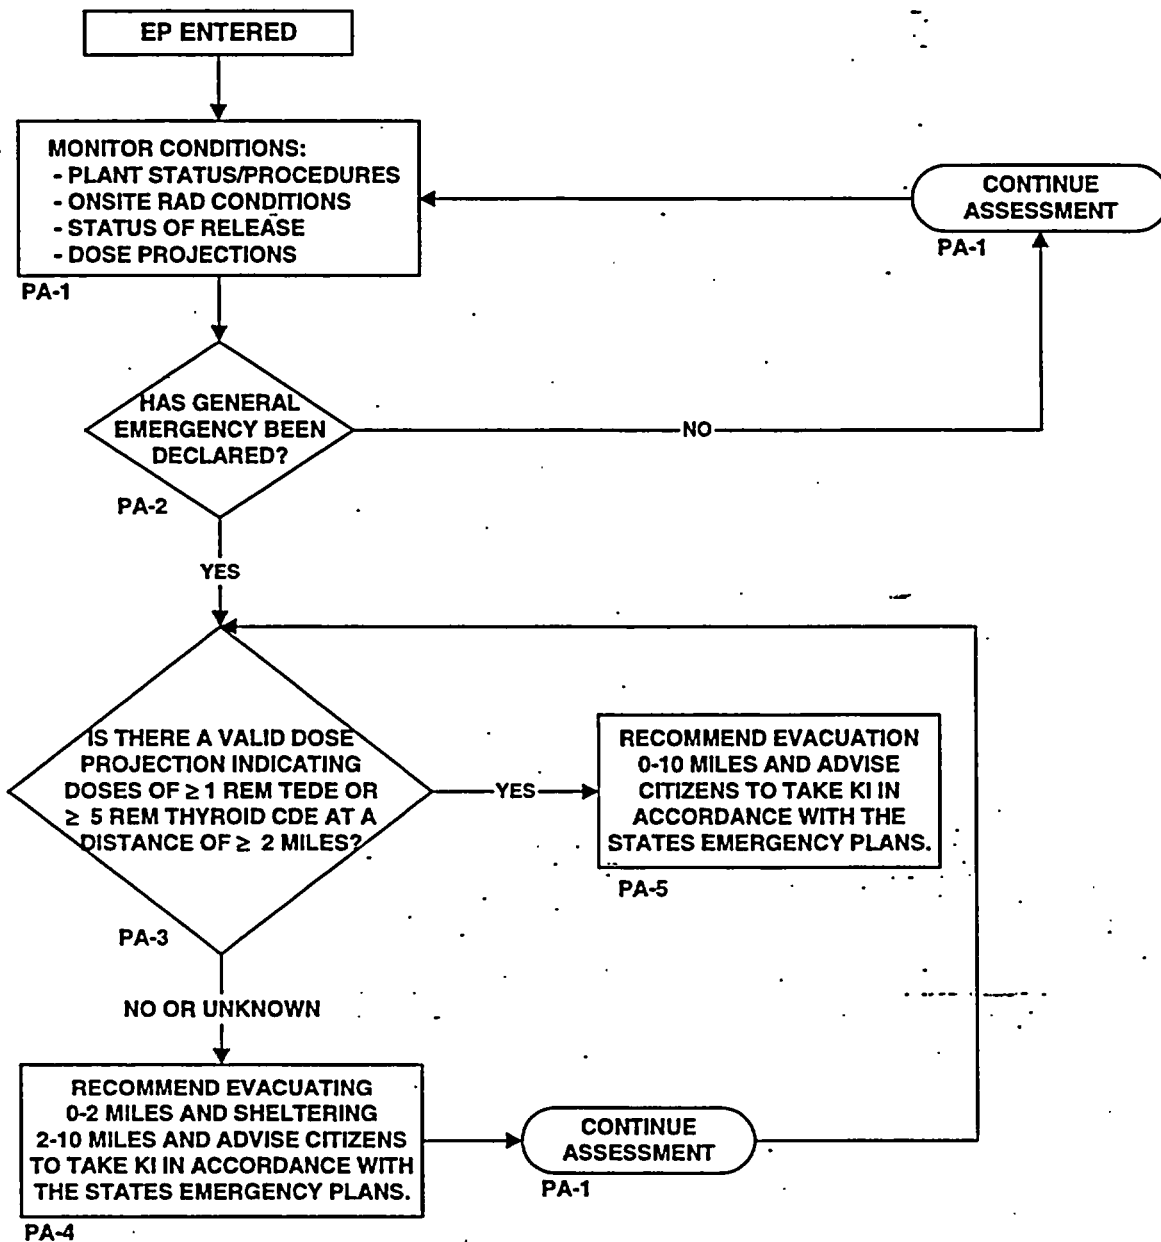 EP ENTERED
MONITOR CONDITIONS:
- PLANT STATUS/PROCEDURES
- ONSITE RAD CONDITIONS
- STATUS OF RELEASE
- DOSE PROJECTIONS
PA-1
CONTINUE
ASSESSMENT
PA-1
HAS GENERAL
EMERGENCY BEEN
DECLARED?
PA-2
NO
YES
IS THERE A VALID DOSE
PROJECTION INDICATING
DOSES OF ≥ 1 REM TEDE OR
≥ 5 REM THYROID CDE AT A
DISTANCE OF ≥ 2 MILES?
PA-3
YES
RECOMMEND EVACUATION
0-10 MILES AND ADVISE
CITIZENS TO TAKE KI IN
ACCORDANCE WITH THE
STATES EMERGENCY PLANS.
PA-5
NO OR UNKNOWN
RECOMMEND EVACUATING
0-2 MILES AND SHELTERING
2-10 MILES AND ADVISE CITIZENS
TO TAKE KI IN ACCORDANCE WITH
THE STATES EMERGENCY PLANS.
PA-4
CONTINUE
ASSESSMENT
PA-1